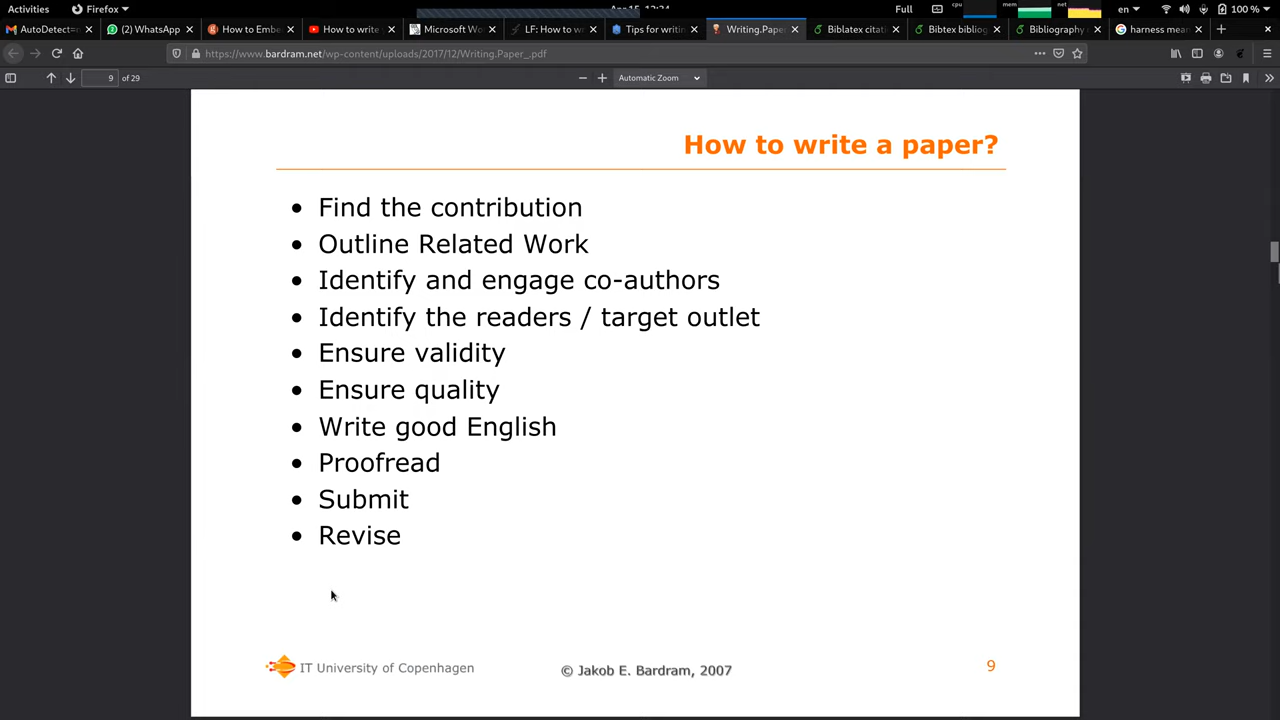 Activities
Firefox
Full
cpu
mem
net
en
100 %
AutoDetect=
(2) WhatsApp
How to Embe
How to write
Microsoft Wo
LF: How to w
Tips for writin
Writing.Pape
Biblatex citat
Bibtex bibliog
Bibliography
harness mean
https://www.bardram.net/wp-content/uploads/2017/12/Writing.Paper_.pdf
9 of 29
Automatic Zoom
How to write a paper?
• Find the contribution
• Outline Related Work
• Identify and engage co-authors
• Identify the readers / target outlet
• Ensure validity
• Ensure quality
• Write good English
• Proofread
• Submit
• Revise
IT University of Copenhagen
© Jakob E. Bardram, 2007
9